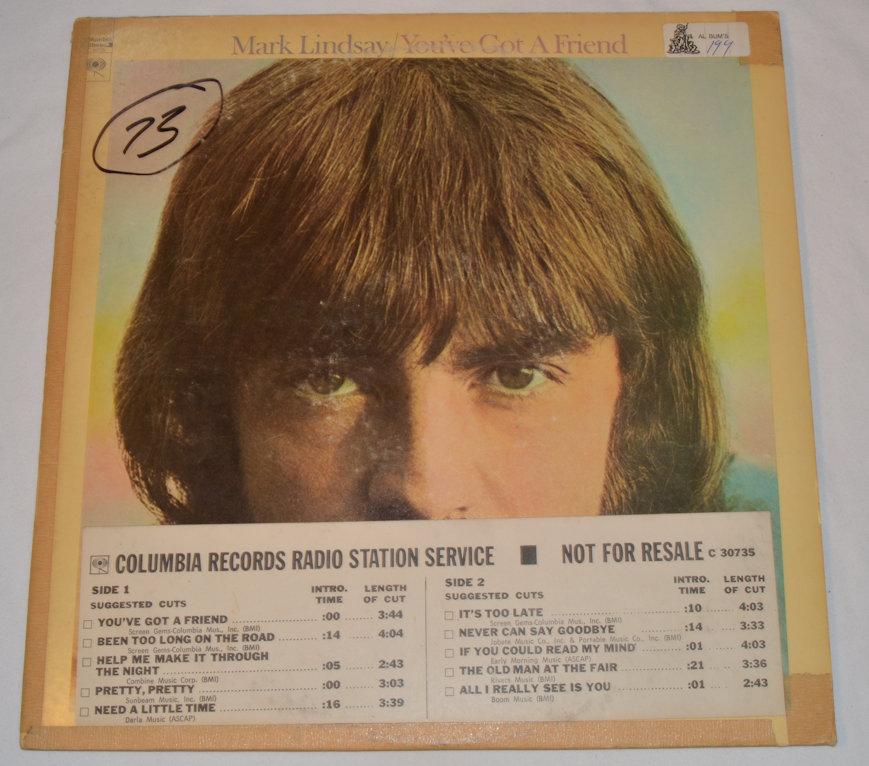 Mark Lindsay/You've Got A Friend
AL BUM'S
199
73
COLUMBIA RECORDS RADIO STATION SERVICE ■ NOT FOR RESALE C 30735
SIDE 1
SUGGESTED CUTS
INTRO. TIME
LENGTH OF CUT
YOU'VE GOT A FRIEND :00 3:44
Screen Gems-Columbia Mus., Inc. (BMI)
BEEN TOO LONG ON THE ROAD :14 4:04
Screen Gems-Columbia Mus., Inc. (BMI)
HELP ME MAKE IT THROUGH
THE NIGHT :05 2:43
Combine Music Corp. (BMI)
PRETTY, PRETTY :00 3:03
Sunbeam Music, Inc. (BMI)
NEED A LITTLE TIME :16 3:39
Darla Music (ASCAP)
SIDE 2
SUGGESTED CUTS
INTRO. TIME
LENGTH OF CUT
IT'S TOO LATE :10 4:03
Screen Gems-Columbia Mus., Inc. (BMI)
NEVER CAN SAY GOODBYE :14 3:33
Jobete Music Co., Inc. & Portable Music Co., Inc. (BMI)
IF YOU COULD READ MY MIND :01 4:03
Early Morning Music (ASCAP)
THE OLD MAN AT THE FAIR :21 3:36
Rivers Music (BMI)
ALL I REALLY SEE IS YOU :01 2:43
Boom Music (BMI)